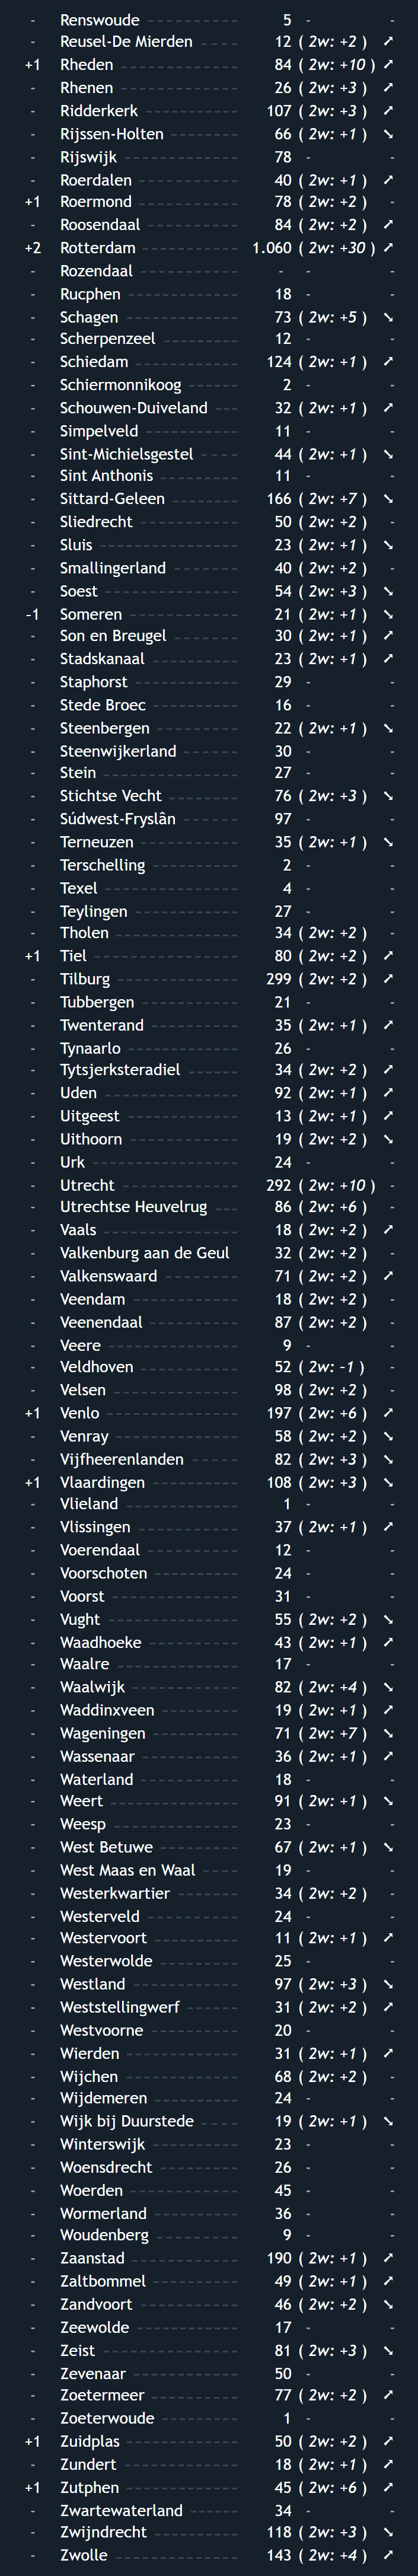 - Renswoude ----------- 5 - -
- Reusel-De Mierden ---- 12 ( 2w: +2 ) ➚
+1 Rheden -------------- 84 ( 2w: +10 ) ➚
- Rhenen -------------- 26 ( 2w: +3 ) ➚
- Ridderkerk ----------- 107 ( 2w: +3 ) ➚
- Rijssen-Holten -------- 66 ( 2w: +1 ) ➘
- Rijswijk ------------- 78 - -
- Roerdalen ------------ 40 ( 2w: +1 ) ➚
+1 Roermond ------------ 78 ( 2w: +2 ) -
- Roosendaal ----------- 84 ( 2w: +2 ) ➚
+2 Rotterdam ----------- 1.060 ( 2w: +30 ) ➚
- Rozendaal ------------ - - -
- Rucphen ------------- 18 - -
- Schagen ------------- 73 ( 2w: +5 ) ➘
- Scherpenzeel --------- 12 - -
- Schiedam ------------ 124 ( 2w: +1 ) ➚
- Schiermonnikoog ------ 2 - -
- Schouwen-Duiveland --- 32 ( 2w: +1 ) ➚
- Simpelveld ----------- 11 - -
- Sint-Michielsgestel ---- 44 ( 2w: +1 ) ➘
- Sint Anthonis --------- 11 - -
- Sittard-Geleen -------- 166 ( 2w: +7 ) ➘
- Sliedrecht ----------- 50 ( 2w: +2 ) -
- Sluis ---------------- 23 ( 2w: +1 ) ➘
- Smallingerland -------- 40 ( 2w: +2 ) -
- Soest --------------- 54 ( 2w: +3 ) ➘
-1 Someren ------------- 21 ( 2w: +1 ) ➘
- Son en Breugel ------- 30 ( 2w: +1 ) ➚
- Stadskanaal ---------- 23 ( 2w: +1 ) ➚
- Staphorst ------------ 29 - -
- Stede Broec ---------- 16 - -
- Steenbergen --------- 22 ( 2w: +1 ) ➘
- Steenwijkerland ------ 30 - -
- Stein ---------------- 27 - -
- Stichtse Vecht -------- 76 ( 2w: +3 ) ➘
- Súdwest-Fryslân ------ 97 - -
- Terneuzen ----------- 35 ( 2w: +1 ) ➘
- Terschelling ---------- 2 - -
- Texel --------------- 4 - -
- Teylingen ------------ 27 - -
- Tholen -------------- 34 ( 2w: +2 ) -
+1 Tiel ----------------- 80 ( 2w: +2 ) ➚
- Tilburg -------------- 299 ( 2w: +2 ) ➚
- Tubbergen ----------- 21 - -
- Twenterand ---------- 35 ( 2w: +1 ) ➚
- Tynaarlo ------------- 26 - -
- Tytsjerksteradiel ------ 34 ( 2w: +2 ) ➚
- Uden ---------------- 92 ( 2w: +1 ) ➚
- Uitgeest ------------- 13 ( 2w: +1 ) ➚
- Uithoorn ------------- 19 ( 2w: +2 ) ➘
- Urk ----------------- 24 - -
- Utrecht -------------- 292 ( 2w: +10 ) -
- Utrechtse Heuvelrug --- 86 ( 2w: +6 ) -
- Vaals ---------------- 18 ( 2w: +2 ) ➚
- Valkenburg aan de Geul 32 ( 2w: +2 ) -
- Valkenswaard --------- 71 ( 2w: +2 ) ➚
- Veendam ------------- 18 ( 2w: +2 ) -
- Veenendaal ----------- 87 ( 2w: +2 ) -
- Veere --------------- 9 - -
- Veldhoven ----------- 52 ( 2w: -1 ) -
- Velsen -------------- 98 ( 2w: +2 ) -
+1 Venlo --------------- 197 ( 2w: +6 ) ➚
- Venray -------------- 58 ( 2w: +2 ) ➘
- Vijfheerenlanden ------ 82 ( 2w: +3 ) ➘
+1 Vlaardingen ---------- 108 ( 2w: +3 ) ➘
- Vlieland ------------- 1 - -
- Vlissingen ------------ 37 ( 2w: +1 ) ➚
- Voerendaal ----------- 12 - -
- Voorschoten ---------- 24 - -
- Voorst -------------- 31 - -
- Vught --------------- 55 ( 2w: +2 ) ➘
- Waadhoeke ---------- 43 ( 2w: +1 ) ➚
- Waalre -------------- 17 - -
- Waalwijk ------------ 82 ( 2w: +4 ) ➘
- Waddinxveen --------- 19 ( 2w: +1 ) ➚
- Wageningen ---------- 71 ( 2w: +7 ) ➘
- Wassenaar ----------- 36 ( 2w: +1 ) ➚
- Waterland ----------- 18 - -
- Weert --------------- 91 ( 2w: +1 ) ➘
- Weesp --------------- 23 - -
- West Betuwe --------- 67 ( 2w: +1 ) ➘
- West Maas en Waal ---- 19 - -
- Westerkwartier ------- 34 ( 2w: +2 ) -
- Westerveld ----------- 24 - -
- Westervoort ---------- 11 ( 2w: +1 ) ➚
- Westerwolde --------- 25 - -
- Westland ------------ 97 ( 2w: +3 ) ➘
- Weststellingwerf ------ 31 ( 2w: +2 ) ➚
- Westvoorne ---------- 20 - -
- Wierden ------------- 31 ( 2w: +1 ) ➚
- Wijchen ------------- 68 ( 2w: +2 ) -
- Wijdemeren ---------- 24 - -
- Wijk bij Duurstede ---- 19 ( 2w: +1 ) ➘
- Winterswijk ---------- 23 - -
- Woensdrecht --------- 26 - -
- Woerden ------------ 45 - -
- Wormerland ---------- 36 - -
- Woudenberg --------- 9 - -
- Zaanstad ------------ 190 ( 2w: +1 ) ➚
- Zaltbommel ---------- 49 ( 2w: +1 ) ➚
- Zandvoort ----------- 46 ( 2w: +2 ) ➘
- Zeewolde ------------ 17 - -
- Zeist ---------------- 81 ( 2w: +3 ) ➘
- Zevenaar ------------ 50 - -
- Zoetermeer ---------- 77 ( 2w: +2 ) ➚
- Zoeterwoude --------- 1 - -
+1 Zuidplas ------------- 50 ( 2w: +2 ) ➚
- Zundert ------------- 18 ( 2w: +1 ) ➚
+1 Zutphen ------------- 45 ( 2w: +6 ) ➚
- Zwartewaterland ------ 34 - -
- Zwijndrecht ---------- 118 ( 2w: +3 ) ➘
- Zwolle -------------- 143 ( 2w: +4 ) ➚